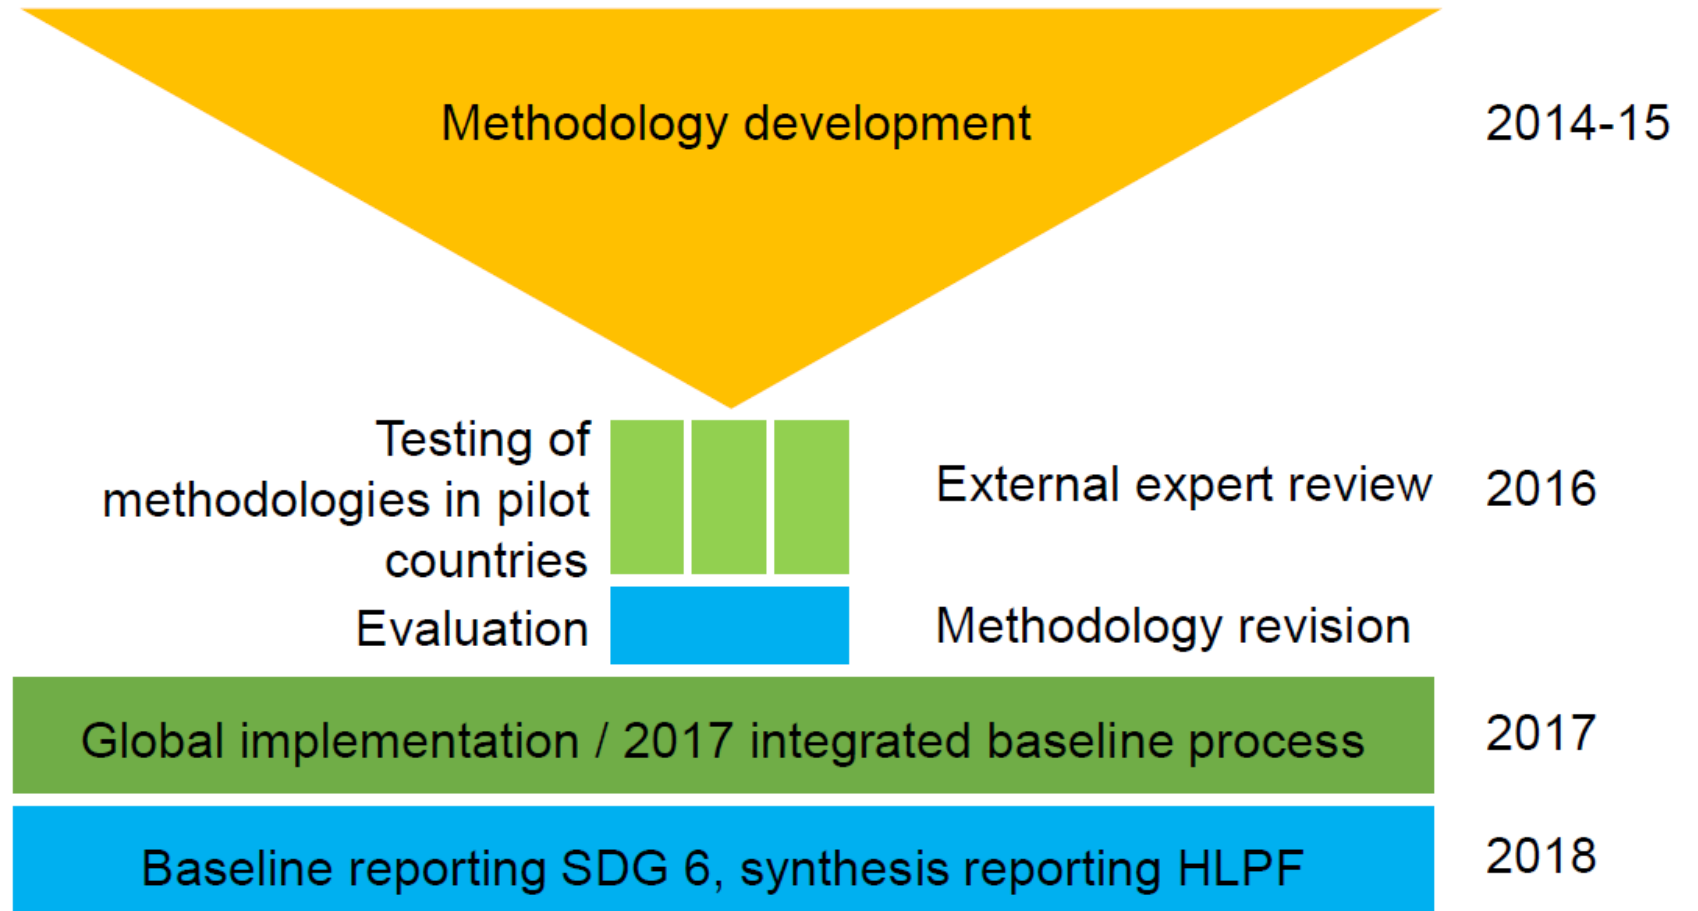 Methodology development
2014-15
Testing of
methodologies in pilot
countries
External expert review
2016
Evaluation
Methodology revision
Global implementation / 2017 integrated baseline process
2017
Baseline reporting SDG 6, synthesis reporting HLPF
2018